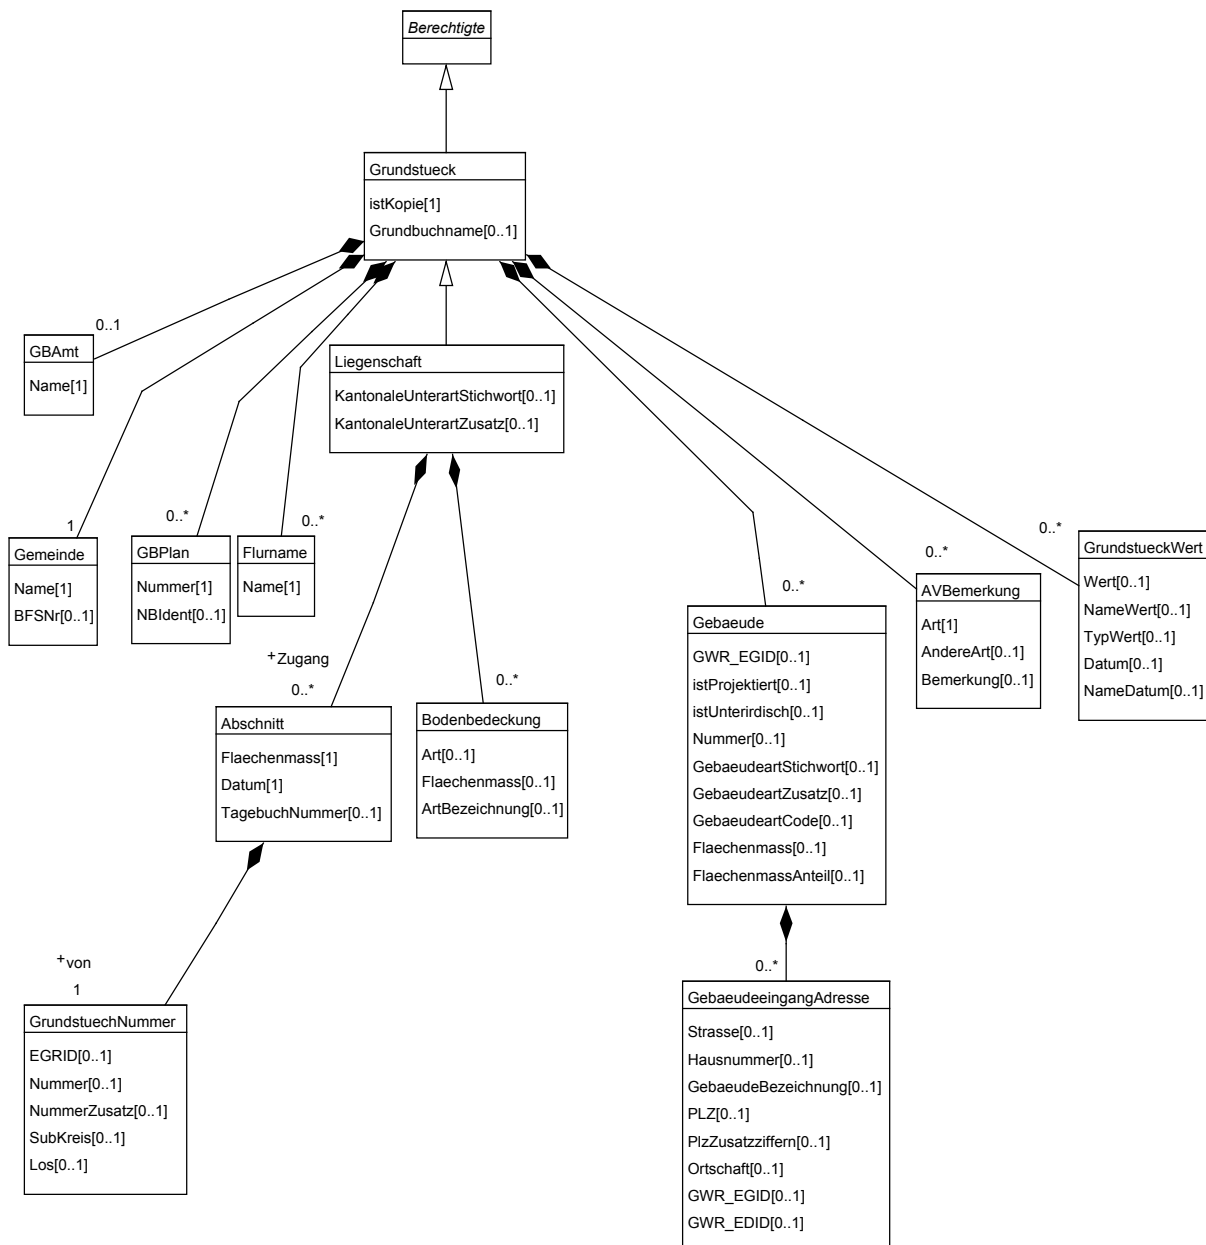 Berechtigte
Grundstueck
istKopie[1]
Grundbuchname[0..1]
0..1
GBAmt
Name[1]
Liegenschaft
KantonaleUnterartStichwort[0..1]
KantonaleUnterartZusatz[0..1]
1
Gemeinde
Name[1]
BFSNr[0..1]
0..*
GBPlan
Nummer[1]
NBIdent[0..1]
0..*
Flurname
Name[1]
0..*
Gebaeude
GWR_EGID[0..1]
istProjektiert[0..1]
istUnterirdisch[0..1]
Nummer[0..1]
GebaeudeartStichwort[0..1]
GebaeudeartZusatz[0..1]
GebaeudeartCode[0..1]
Flaechenmass[0..1]
FlaechenmassAnteil[0..1]
0..*
AVBemerkung
Art[1]
AndereArt[0..1]
Bemerkung[0..1]
0..*
GrundstueckWert
Wert[0..1]
NameWert[0..1]
TypWert[0..1]
Datum[0..1]
NameDatum[0..1]
+Zugang
0..*
Abschnitt
Flaechenmass[1]
Datum[1]
TagebuchNummer[0..1]
0..*
Bodenbedeckung
Art[0..1]
Flaechenmass[0..1]
ArtBezeichnung[0..1]
+von
1
GrundstuechNummer
EGRID[0..1]
Nummer[0..1]
NummerZusatz[0..1]
SubKreis[0..1]
Los[0..1]
0..*
GebaeudeeingangAdresse
Strasse[0..1]
Hausnummer[0..1]
GebaeudeBezeichnung[0..1]
PLZ[0..1]
PlzZusatzziffern[0..1]
Ortschaft[0..1]
GWR_EGID[0..1]
GWR_EDID[0..1]